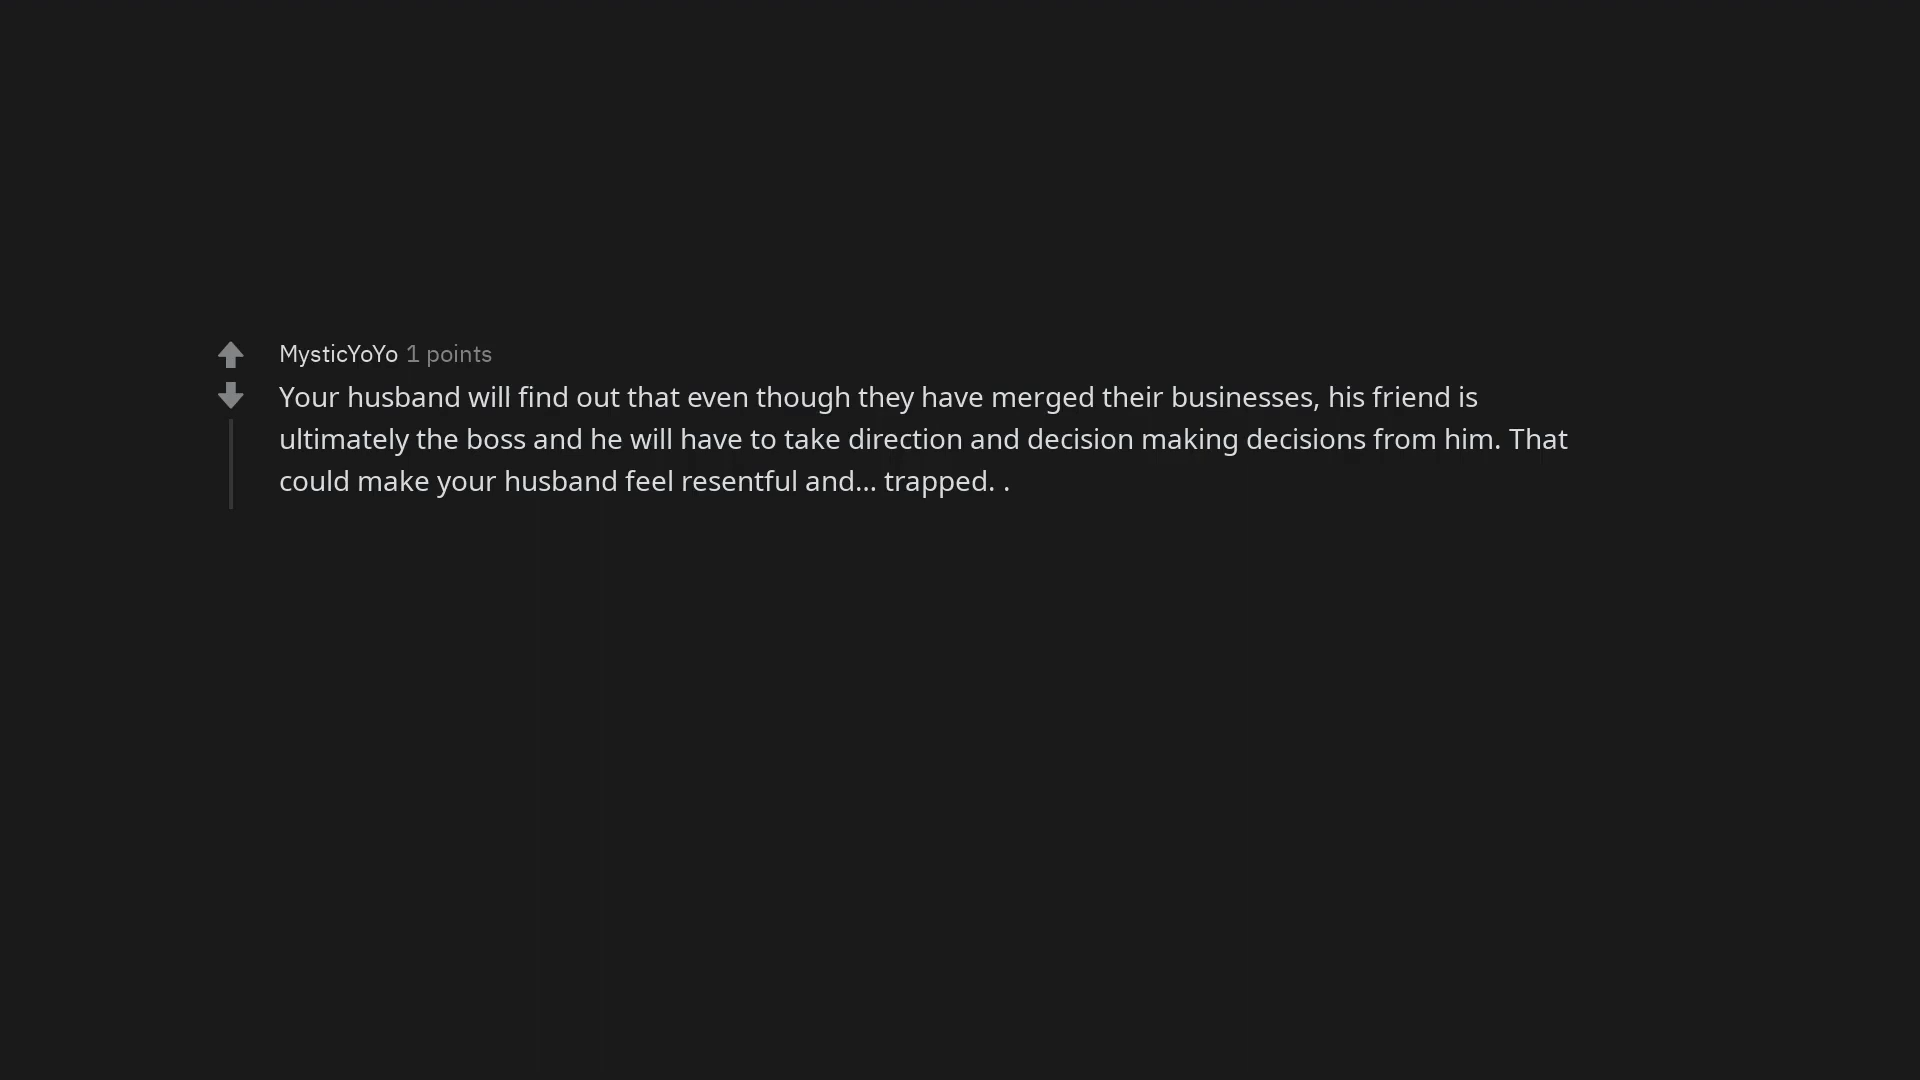 MysticYoYo 1 points
Your husband will find out that even though they have merged their businesses, his friend is
ultimately the boss and he will have to take direction and decision making decisions from him. That
could make your husband feel resentful and... trapped. .